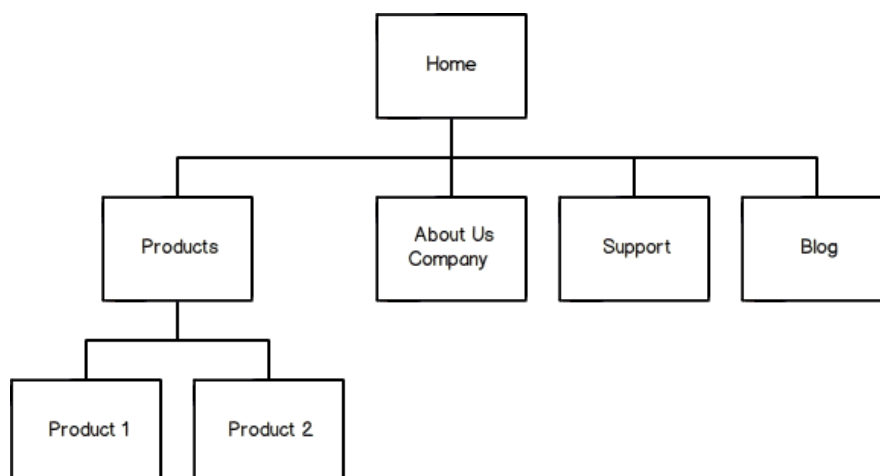 Home
Products
About Us
Company
Support
Blog
Product 1
Product 2